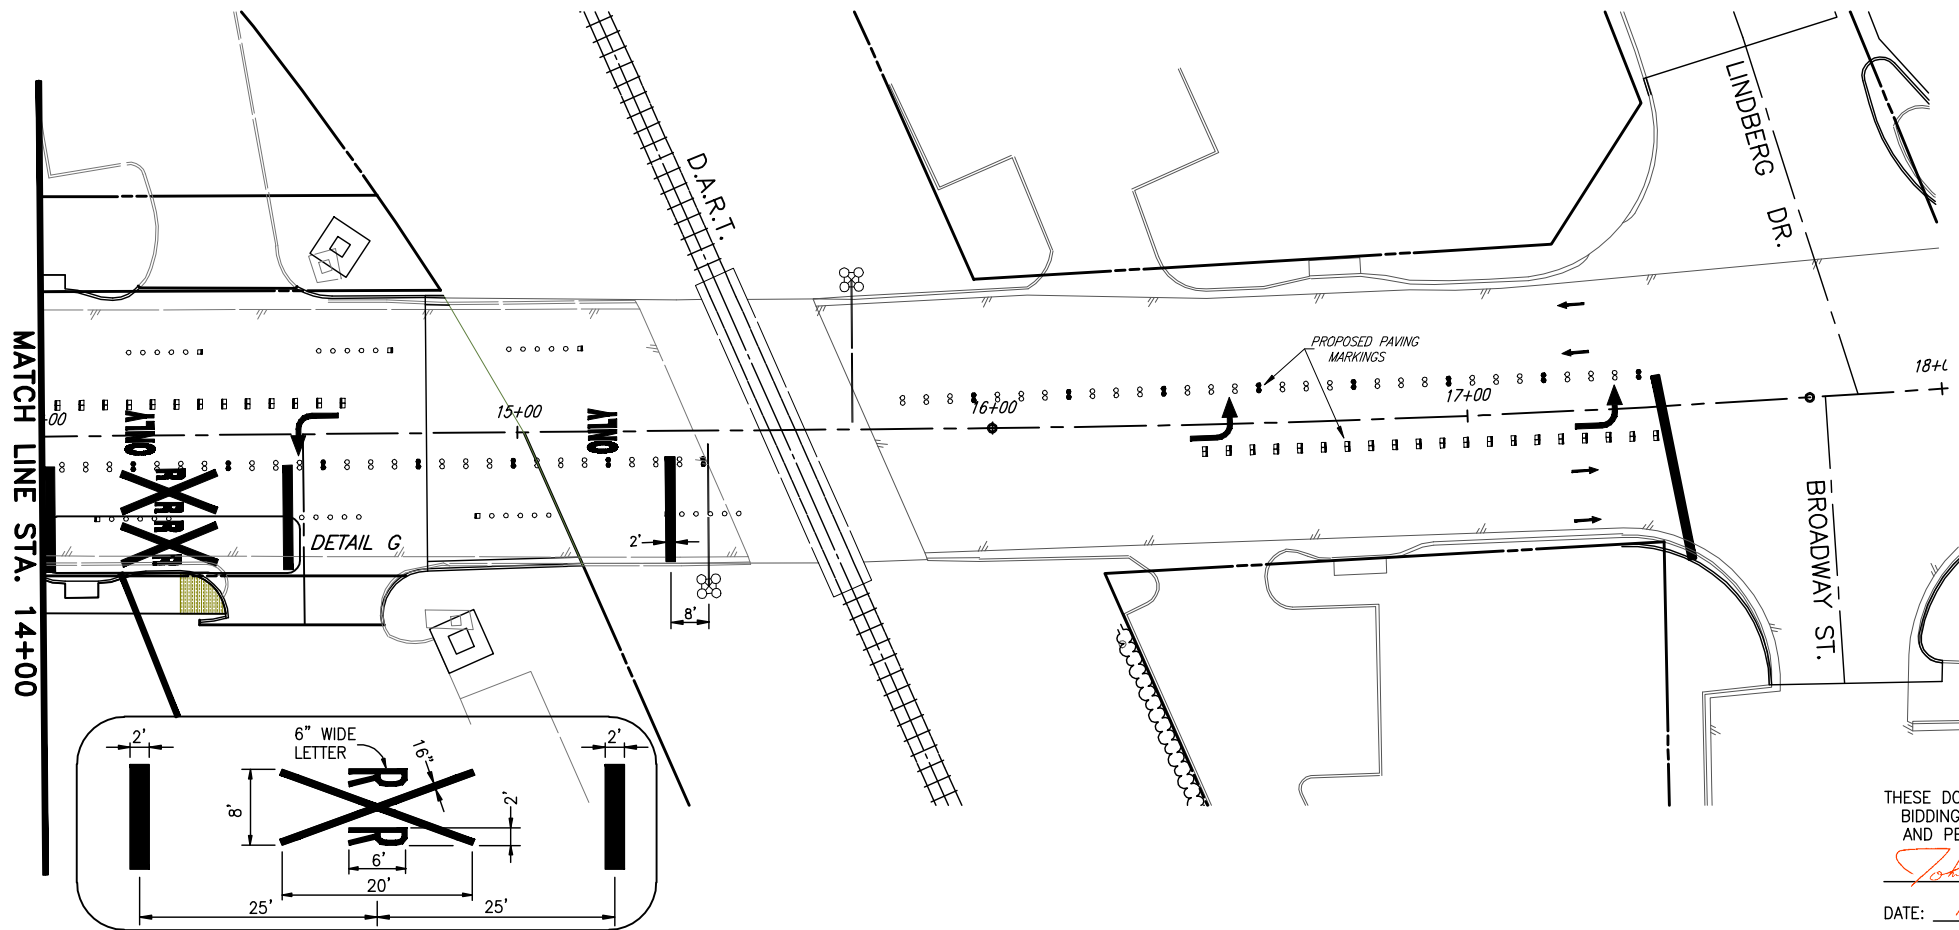 MATCH LINE STA. 14+00
-00
ONLY
R R R R
DETAIL G
15+00
ONLY
2'
8'
D.A.R.T.
16+00
PROPOSED PAVING
MARKINGS
17+00
18+
LINDBERG DR.
BROADWAY ST.
2'
6" WIDE
LETTER
16"
2'
R
R
8'
2'
6'
20'
25'
25'
THESE DO
BIDDING
AND PE
DATE: